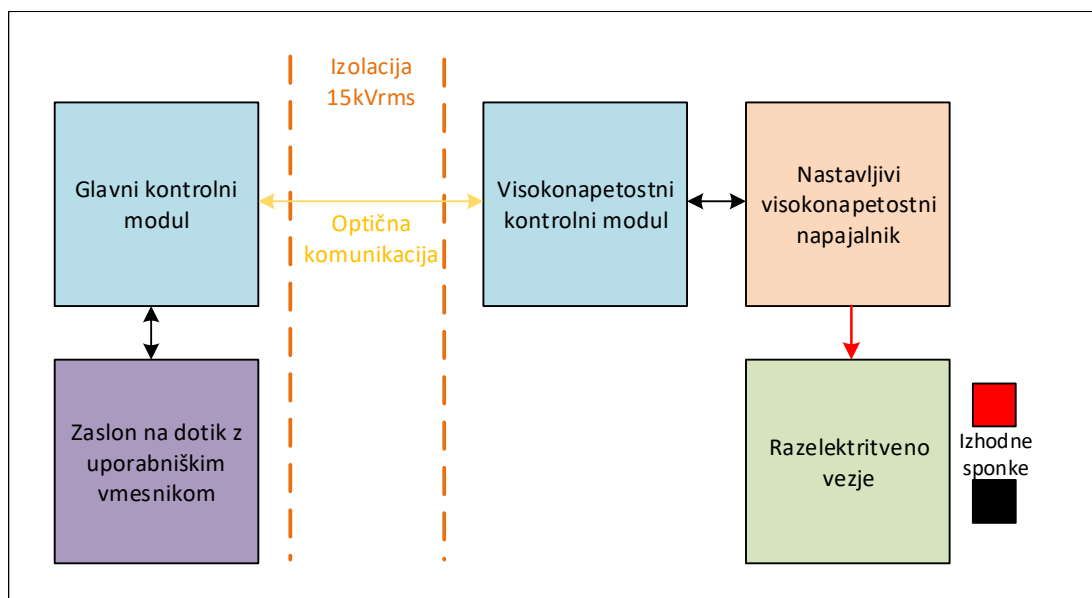 Izolacija
15kVrms
Glavni kontrolni
modul
Optična
komunikacija
Visokonapetostni
kontrolni modul
Nastavljivi
visokonapetostni
napajalnik
Zaslon na dotik z
uporabniškim
vmesnikom
Razelektritveno
vezje
Izhodne
sponke